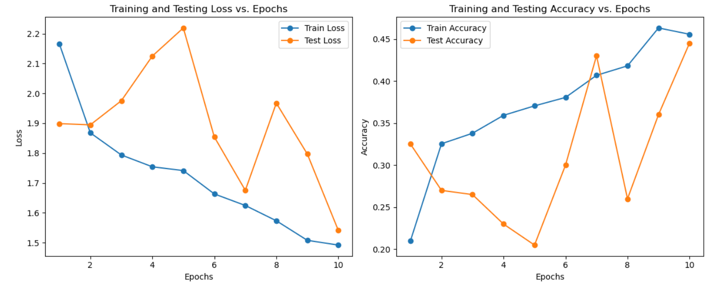 Training and Testing Loss vs. Epochs
Train Loss
Test Loss
2.2
2.1
2.0
1.9
1.8
1.7
1.6
1.5
Loss
2
4
6
8
10
Epochs
Training and Testing Accuracy vs. Epochs
Train Accuracy
Test Accuracy
0.45
0.40
0.35
0.30
0.25
0.20
Accuracy
2
4
6
8
10
Epochs